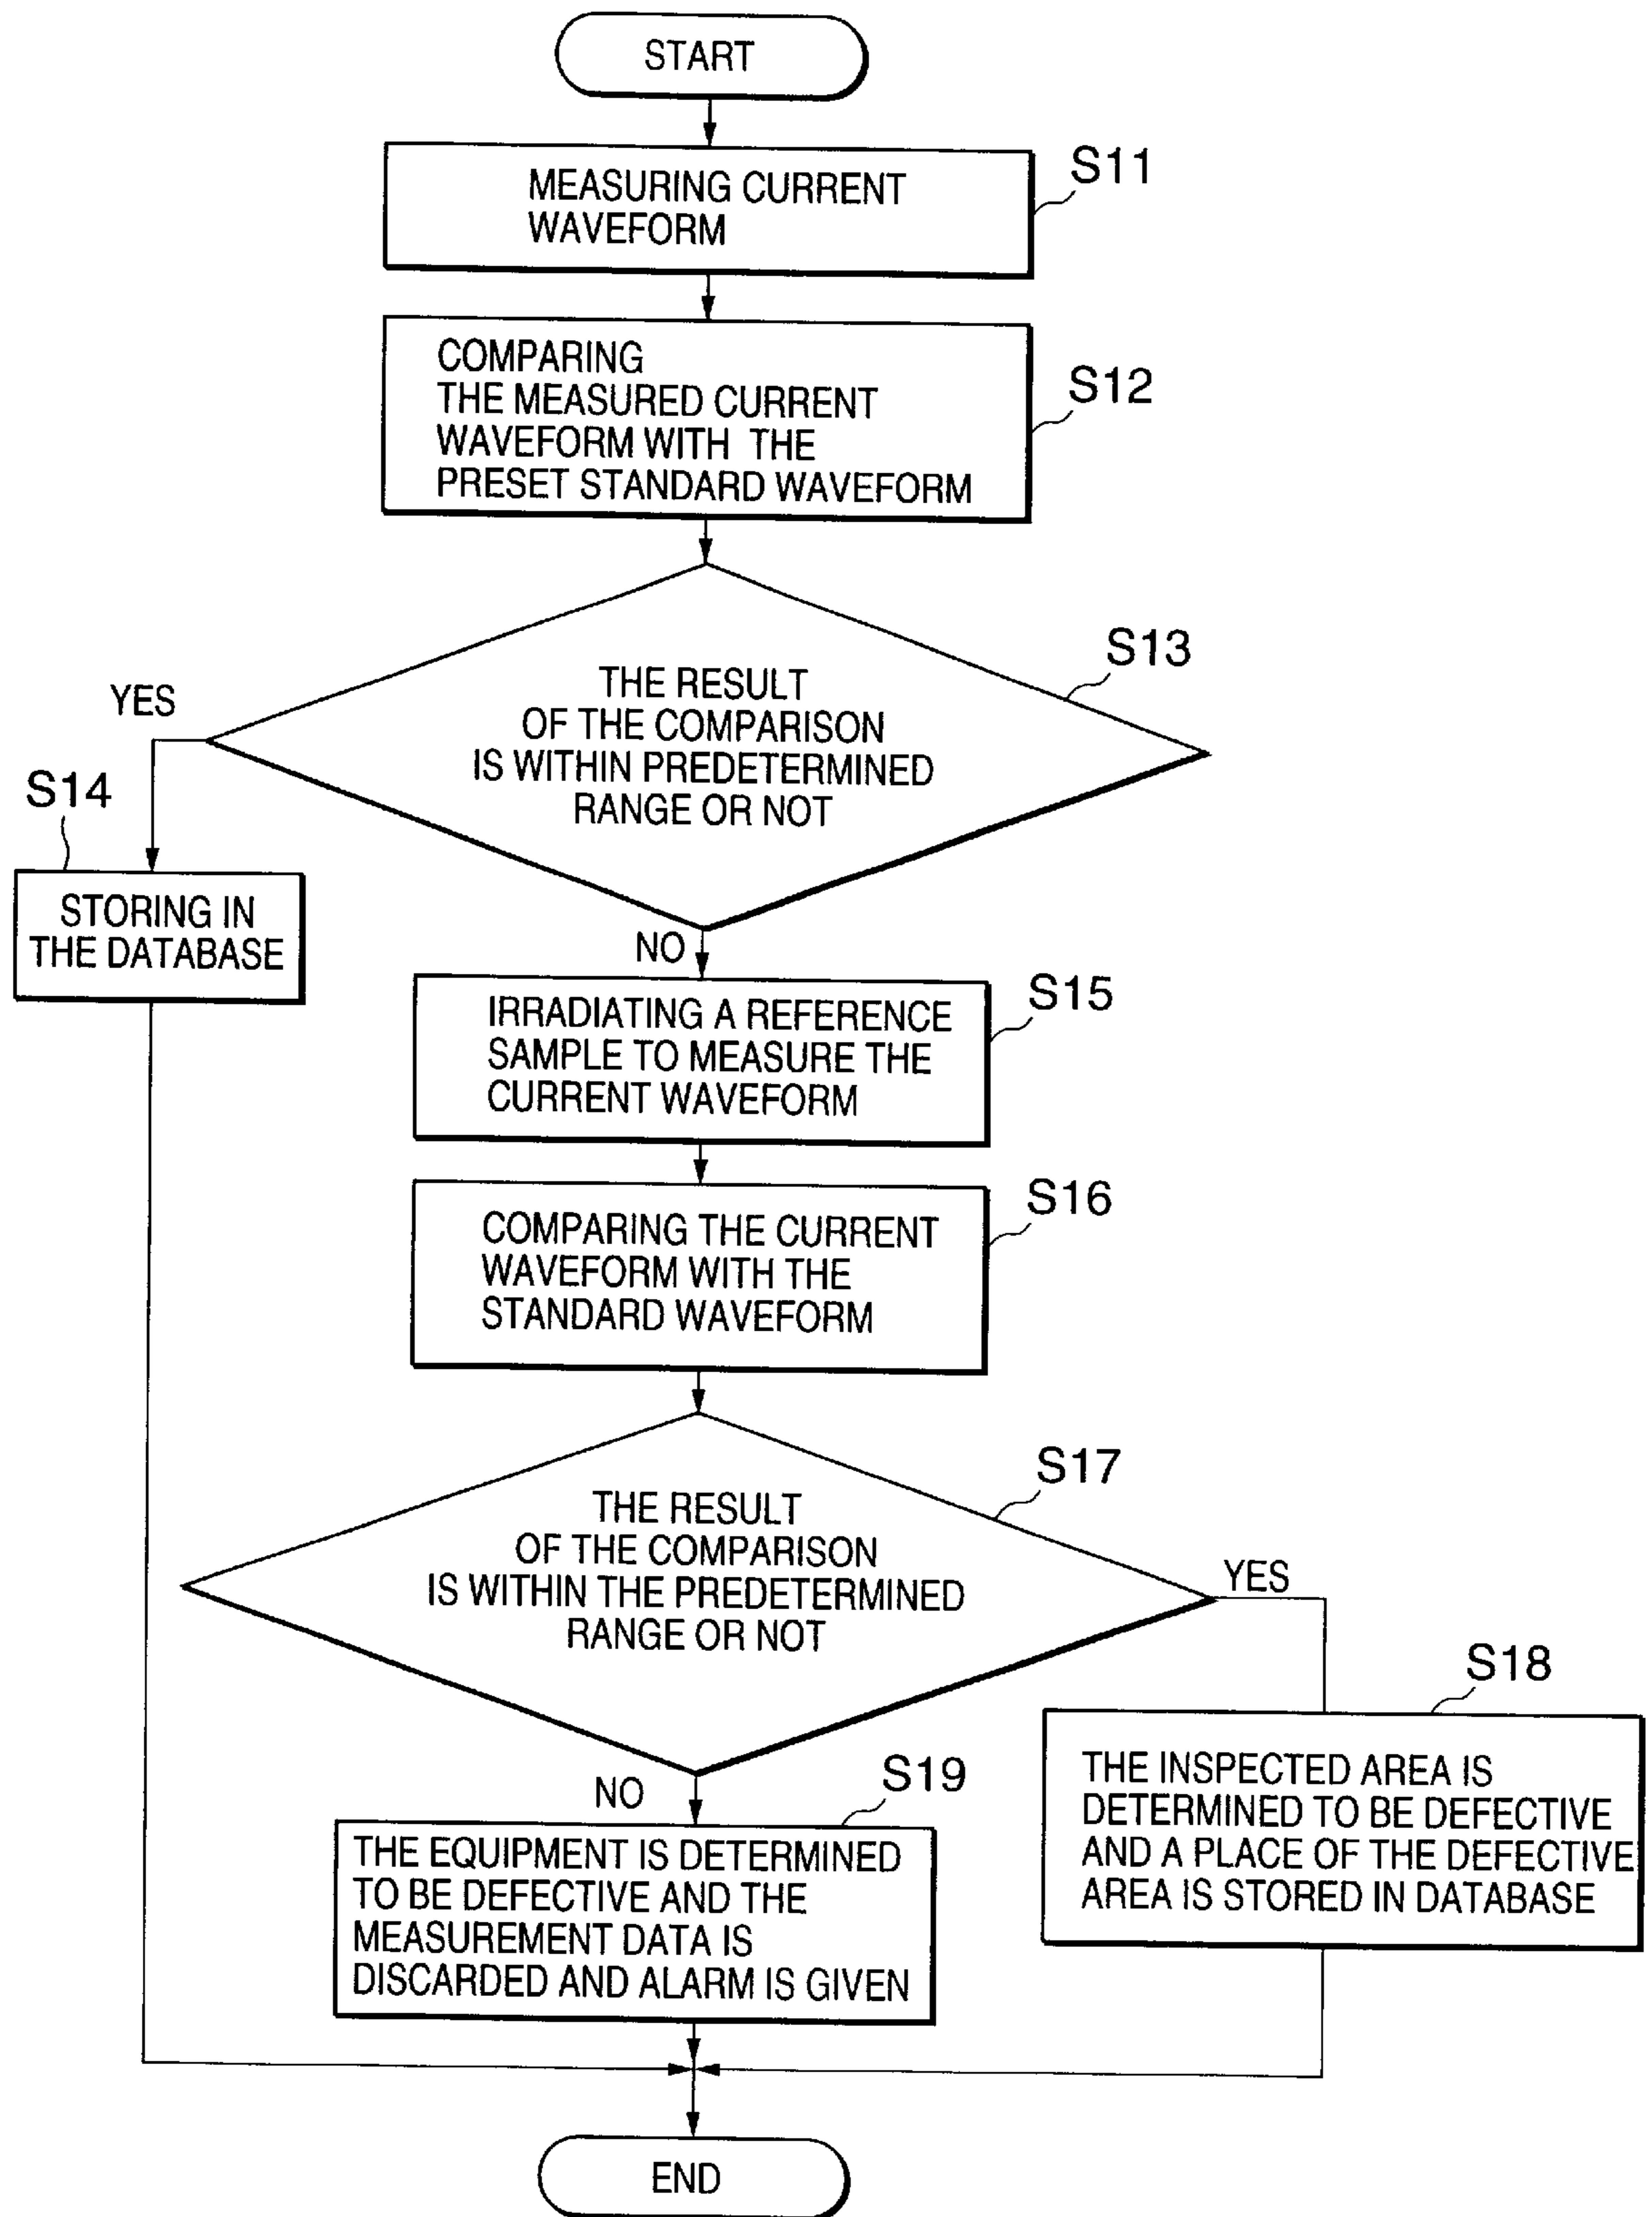 START
MEASURING CURRENT
WAVEFORM
S11
COMPARING
THE MEASURED CURRENT
WAVEFORM WITH THE
PRESET STANDARD WAVEFORM
S12
THE RESULT
OF THE COMPARISON
IS WITHIN PREDETERMINED
RANGE OR NOT
S13
YES
S14
STORING IN
THE DATABASE
NO
IRRADIATING A REFERENCE
SAMPLE TO MEASURE THE
CURRENT WAVEFORM
S15
COMPARING THE CURRENT
WAVEFORM WITH THE
STANDARD WAVEFORM
S16
THE RESULT
OF THE COMPARISON
IS WITHIN THE PREDETERMINED
RANGE OR NOT
S17
YES
S18
THE INSPECTED AREA IS
DETERMINED TO BE DEFECTIVE
AND A PLACE OF THE DEFECTIVE
AREA IS STORED IN DATABASE
NO
S19
THE EQUIPMENT IS DETERMINED
TO BE DEFECTIVE AND THE
MEASUREMENT DATA IS
DISCARDED AND ALARM IS GIVEN
END